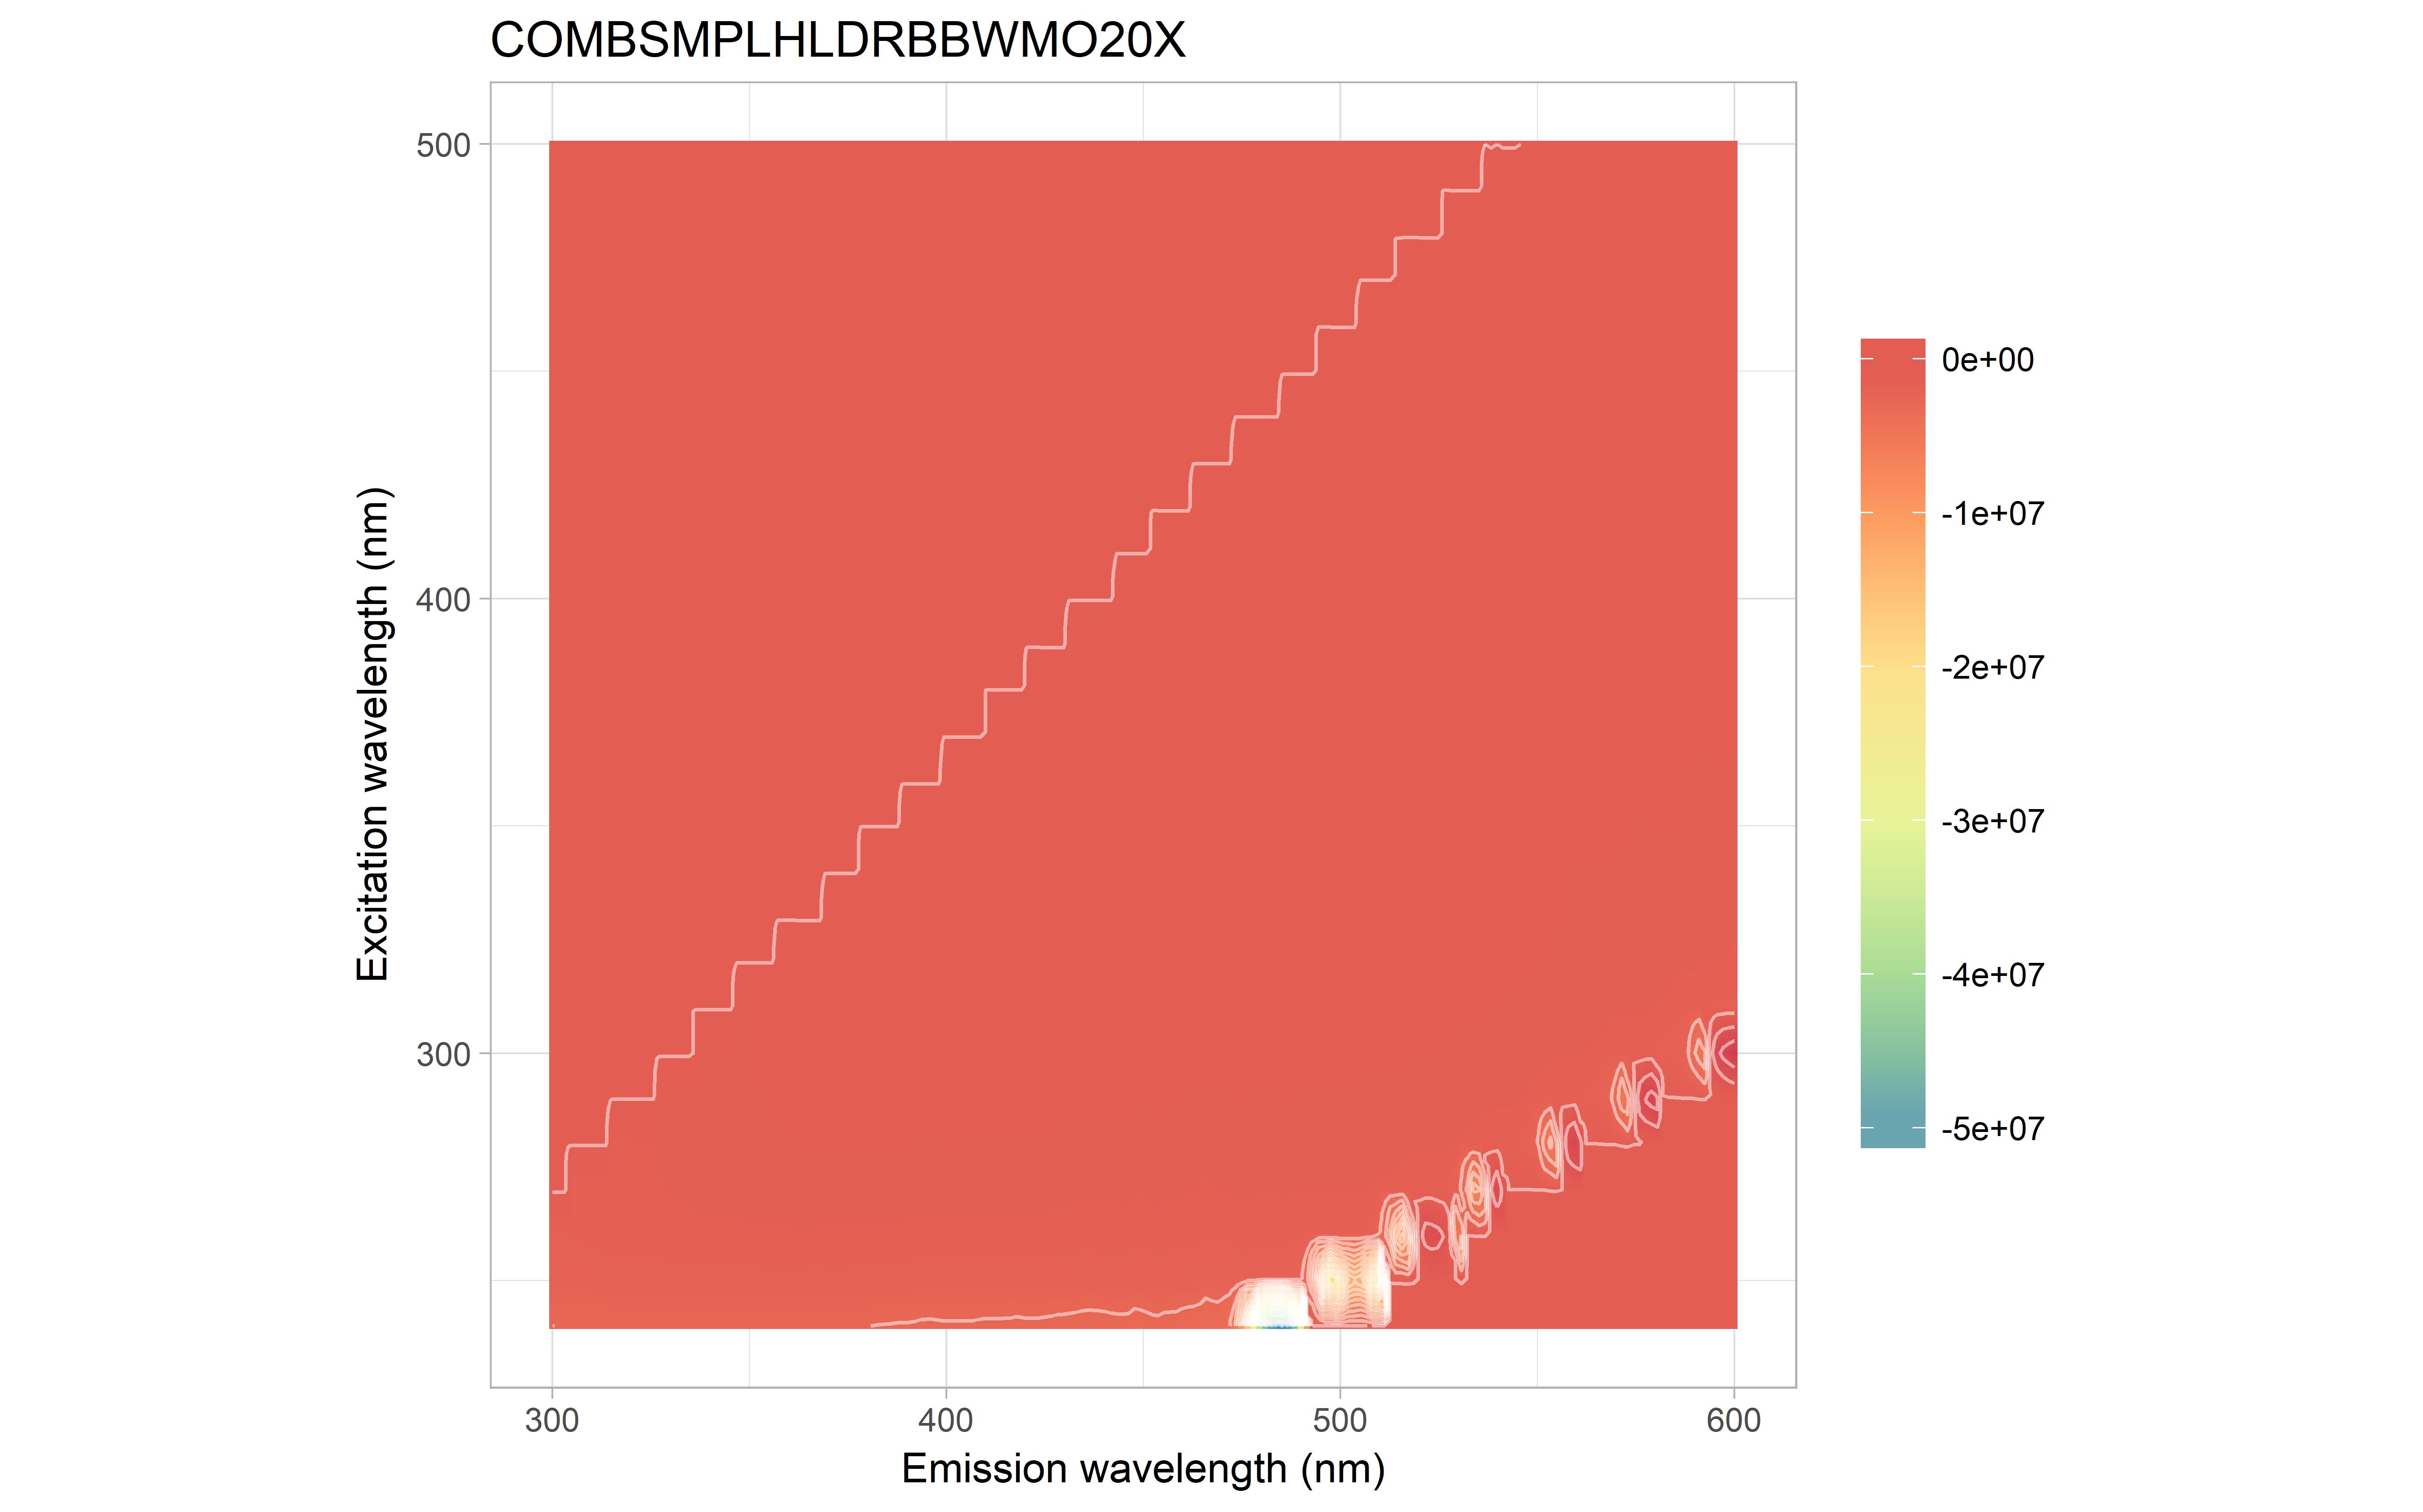 COMBSMPLHLDRBBWMO20X
500
400
300
Excitation wavelength (nm)
300
400
500
600
Emission wavelength (nm)
0e+00
-1e+07
-2e+07
-3e+07
-4e+07
-5e+07